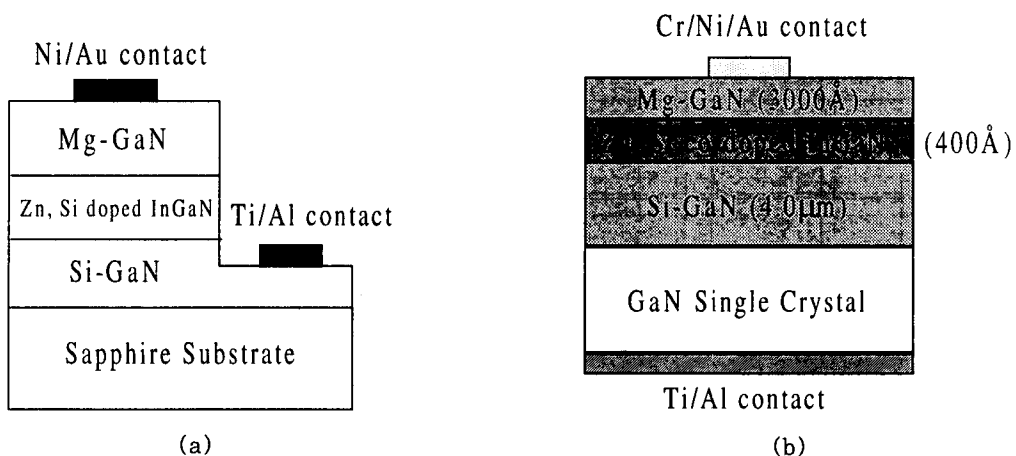 Ni/Au contact
Mg-GaN
Zn, Si doped InGaN
Ti/Al contact
Si-GaN
Sapphire Substrate
(a)
Cr/Ni/Au contact
Mg-GaN (3000Å)
(400Å)
Si-GaN (4.0μm)
GaN Single Crystal
Ti/Al contact
(b)